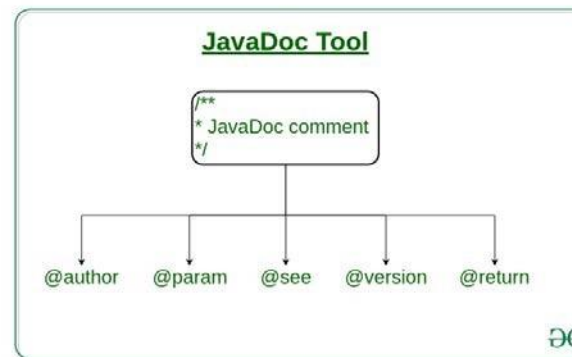 JavaDoc Tool
/**
* JavaDoc comment
*/
@author @param @see @version @return